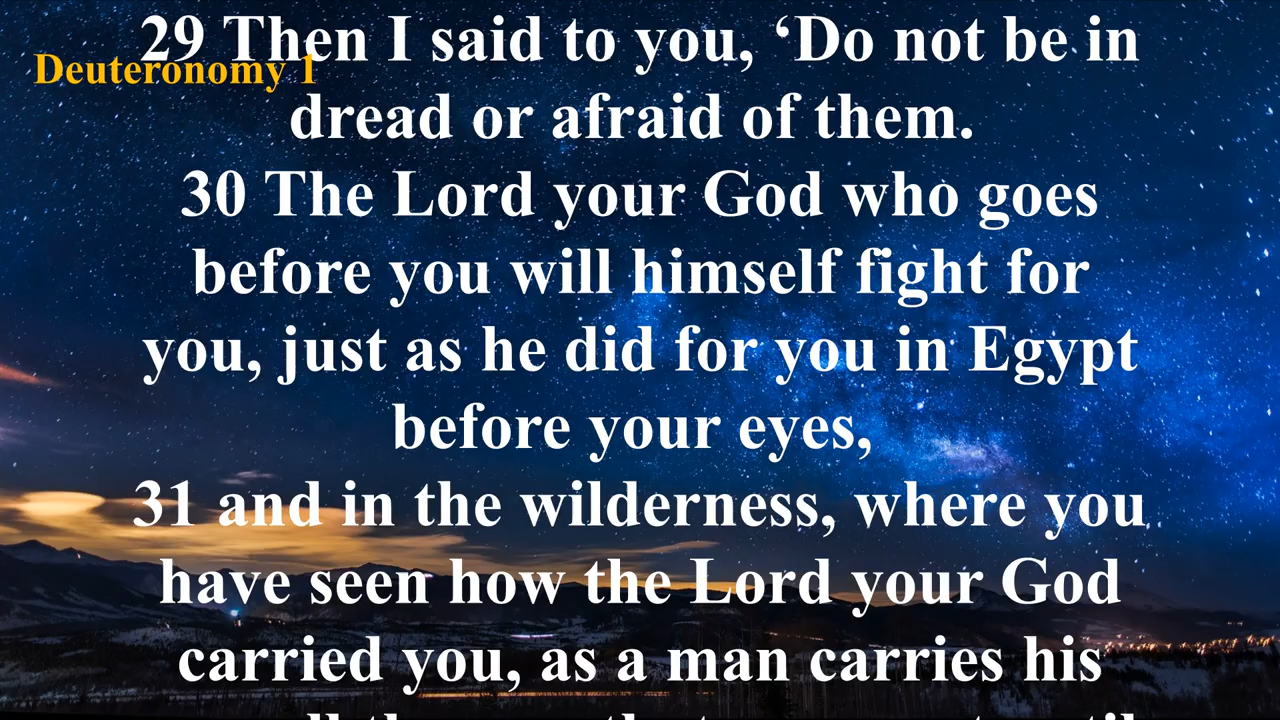 29 Then I said to you, ‘Do not be in
Deuteronomy 1
dread or afraid of them.
30 The Lord your God who goes
before you will himself fight for
you, just as he did for you in Egypt
before your eyes,
31 and in the wilderness, where you
have seen how the Lord your God
carried you, as a man carries his